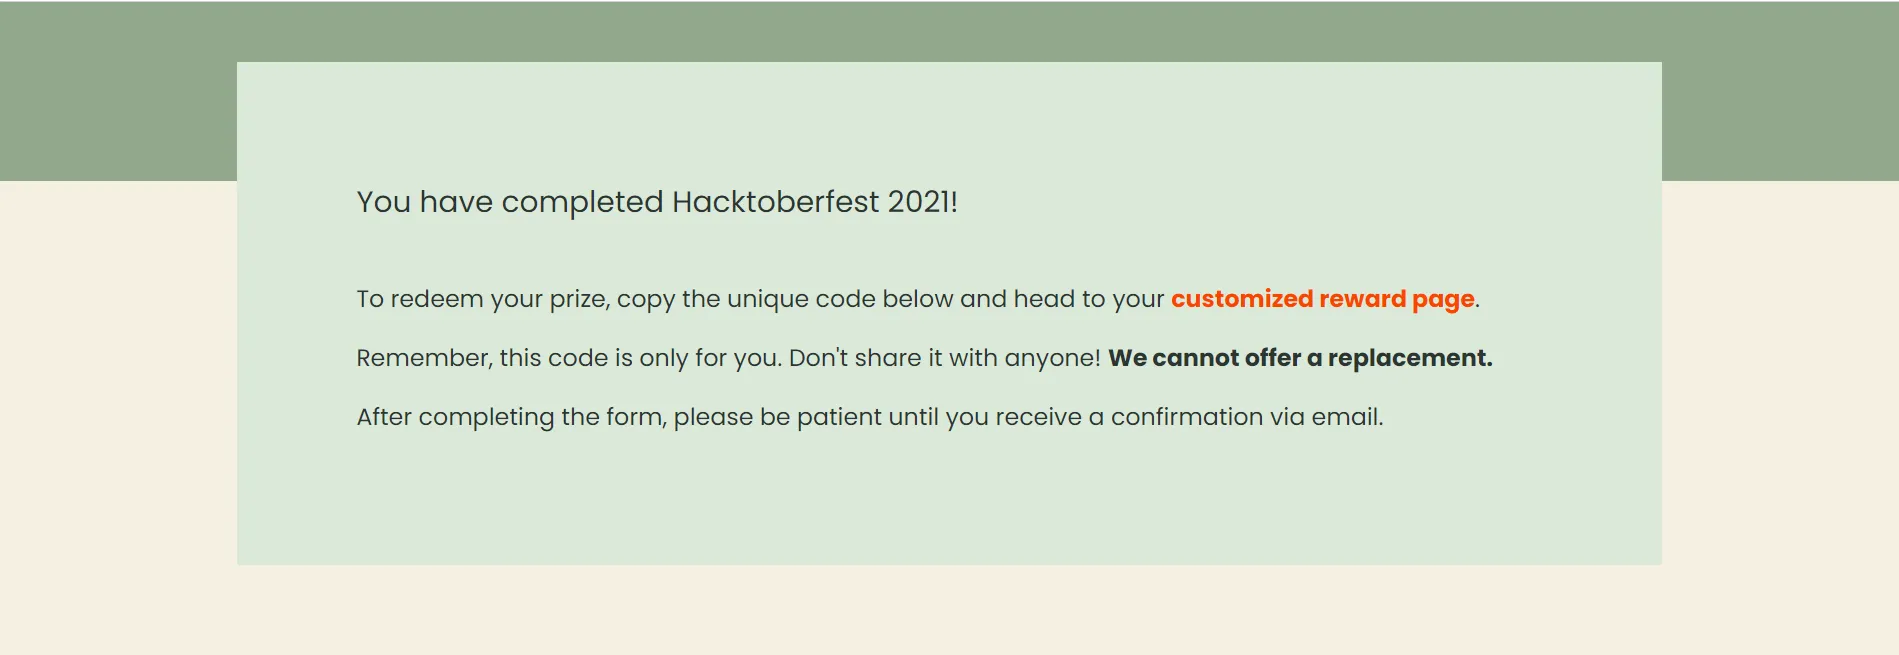 You have completed Hacktoberfest 2021!
To redeem your prize, copy the unique code below and head to your customized reward page.
Remember, this code is only for you. Don't share it with anyone! We cannot offer a replacement.
After completing the form, please be patient until you receive a confirmation via email.